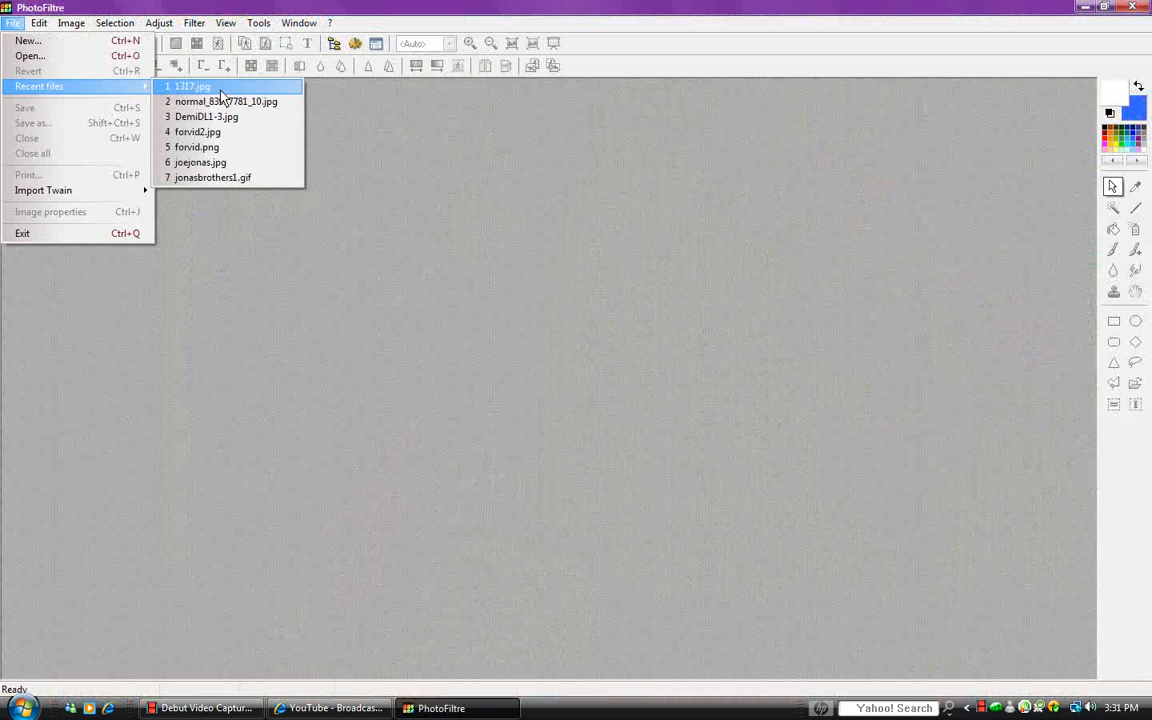 PhotoFiltre
File Edit Image Selection Adjust Filter View Tools Window ?
New... Ctrl+N
Open... Ctrl+O
Revert Ctrl+R
Recent files
Save Ctrl+S
Save as... Shift+Ctrl+S
Close Ctrl+W
Close all
Print... Ctrl+P
Import Twain
Image properties Ctrl+J
Exit Ctrl+Q
1 1317.jpg
2
3 DemiDL1-3.jpg
4 forvid2.jpg
5 forvid.png
6 joejonas.jpg
7 jonasbrothers1.gif
T
<Auto>
Ready
Debut Video Captur...
YouTube - Broadcas...
PhotoFiltre
hp
Yahoo! Search
3:31 PM